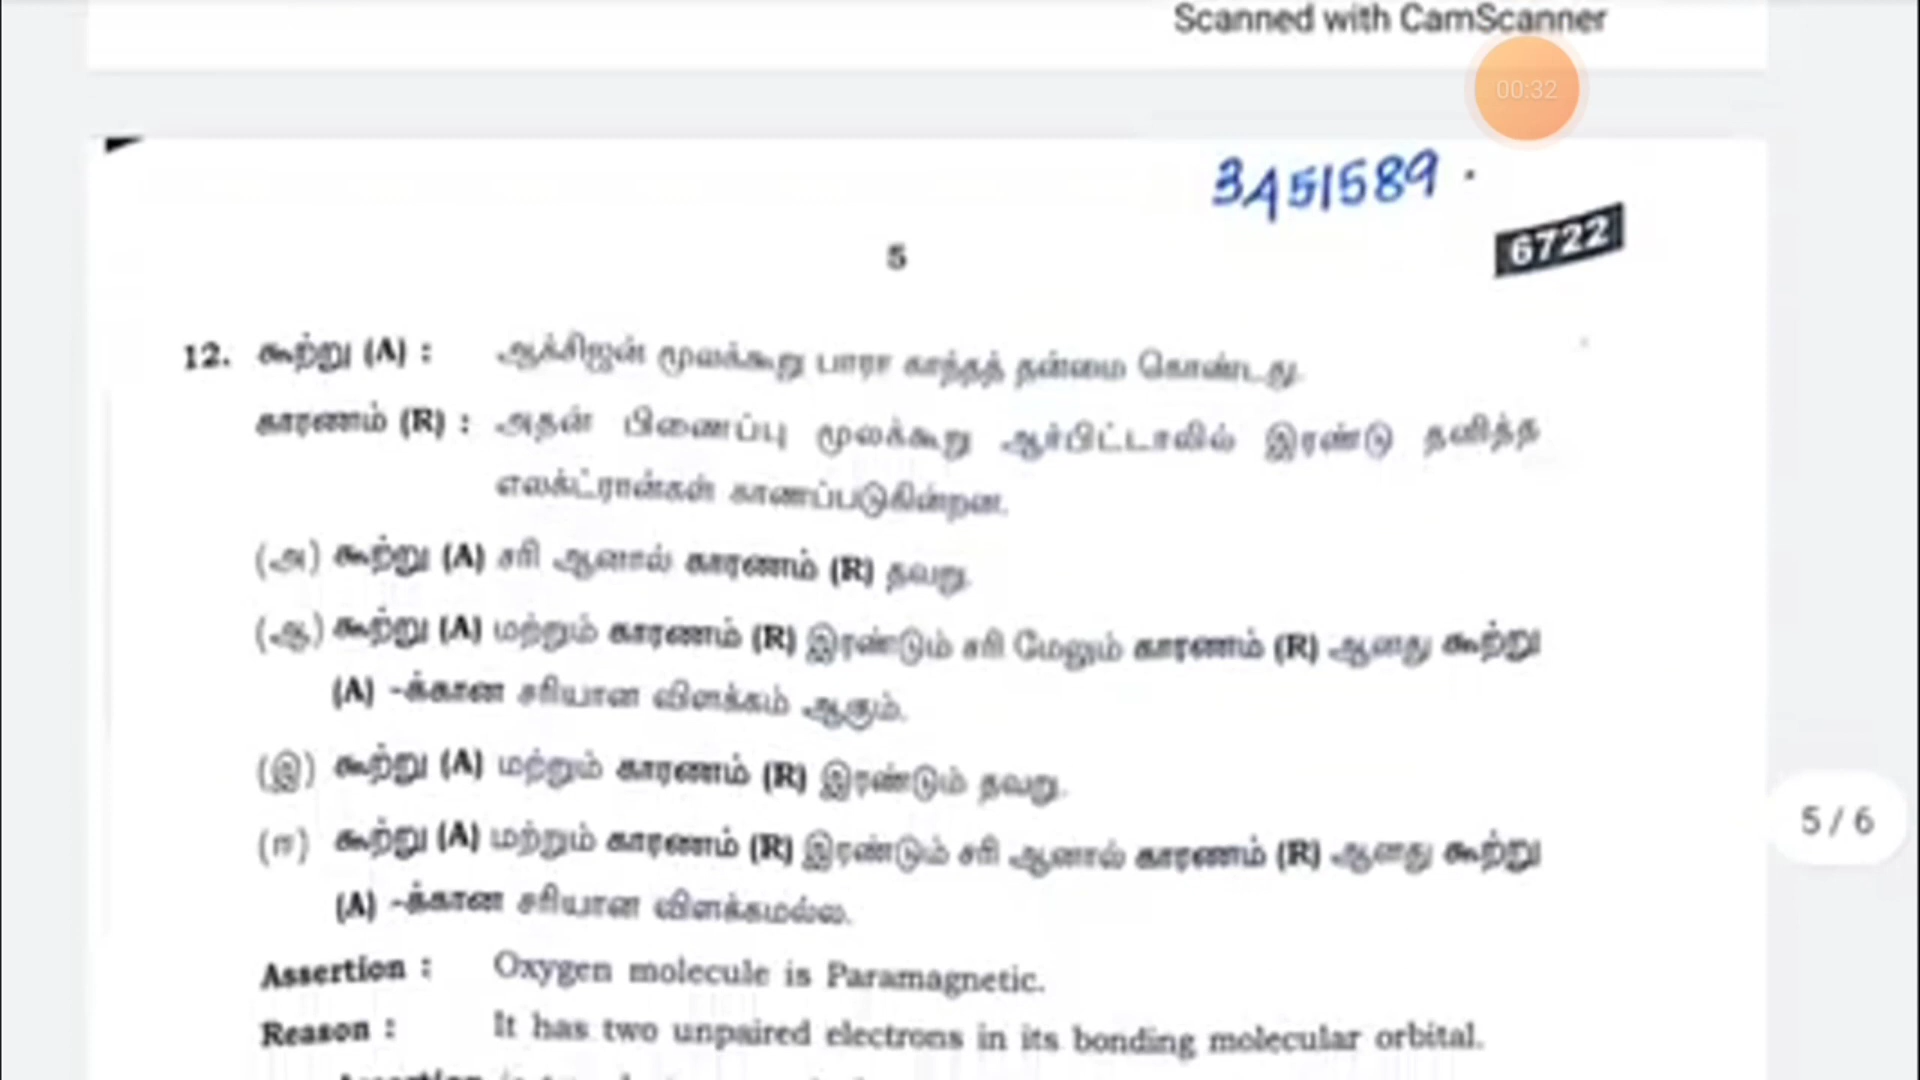 Scanned with CamScanner
00:32
3451589 .
6722
5
12. கூற்று (A) : ஆக்சிஜன் மூலக்கூறு பாரா காந்தத் தன்மை கொண்டது.
காரணம் (R) : அதன் பிணைப்பு மூலக்கூறு ஆர்பிட்டாலில் இரண்டு தனித்த
எலக்ட்ரான்கள் காணப்படுகின்றன.
(அ) கூற்று (A) சரி ஆனால் காரணம் (R) தவறு.
(ஆ) கூற்று (A) மற்றும் காரணம் (R) இரண்டும் சரி மேலும் காரணம் (R) ஆனது கூற்று
(A) -க்கான சரியான விளக்கம் ஆகும்.
(இ) கூற்று (A) மற்றும் காரணம் (R) இரண்டும் தவறு.
(ஈ) கூற்று (A) மற்றும் காரணம் (R) இரண்டும் சரி ஆனால் காரணம் (R) ஆனது கூற்று
(A) -க்கான சரியான விளக்கமல்ல.
5 / 6
Assertion : Oxygen molecule is Paramagnetic.
Reason : It has two unpaired electrons in its bonding molecular orbital.